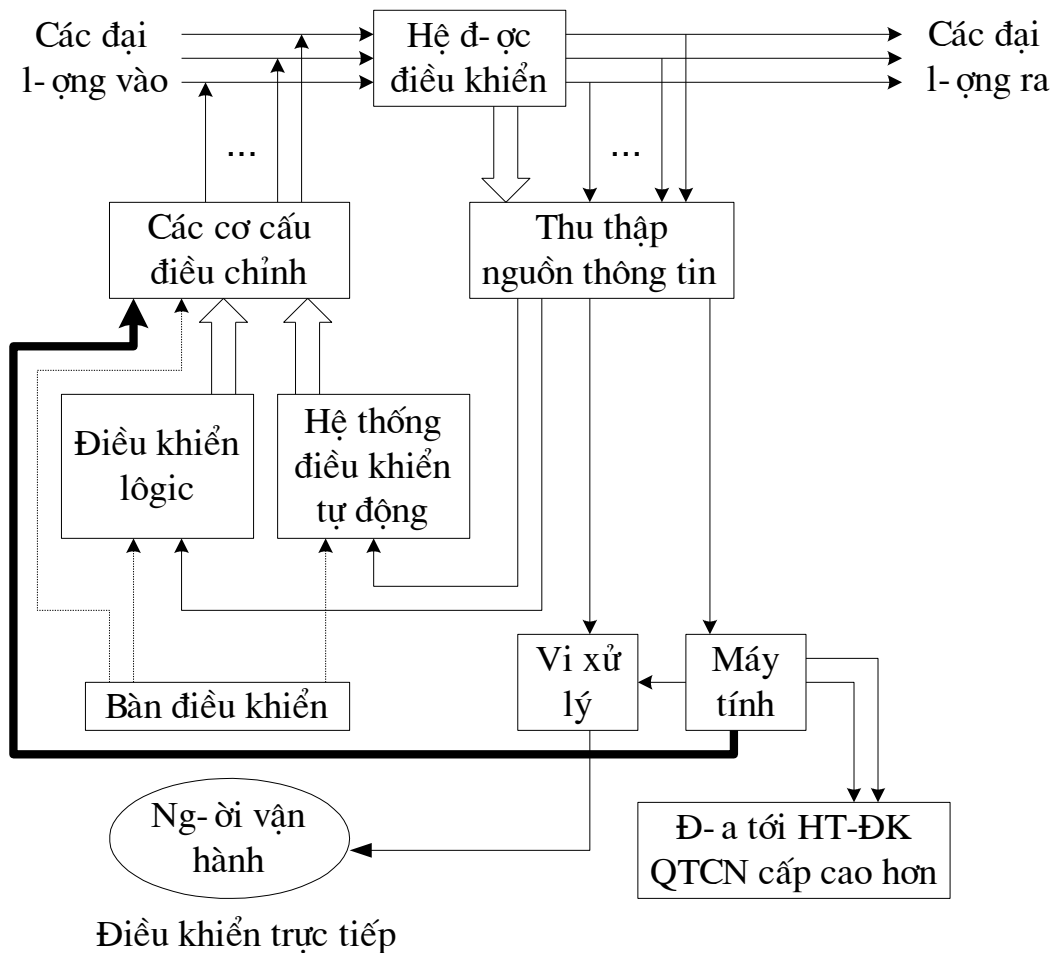 Các đại
l- ợng vào
Hệ đ- ợc
điều khiển
Các đại
l- ợng ra
...
...
Các cơ cấu
điều chỉnh
Thu thập
nguồn thông tin
Điều khiển
lôgic
Hệ thống
điều khiển
tự động
Vi xử
lý
Máy
tính
Bàn điều khiển
Ng- ời vận
hành
Đ- a tới HT-ĐK
QTCN cấp cao hơn
Điều khiển trực tiếp